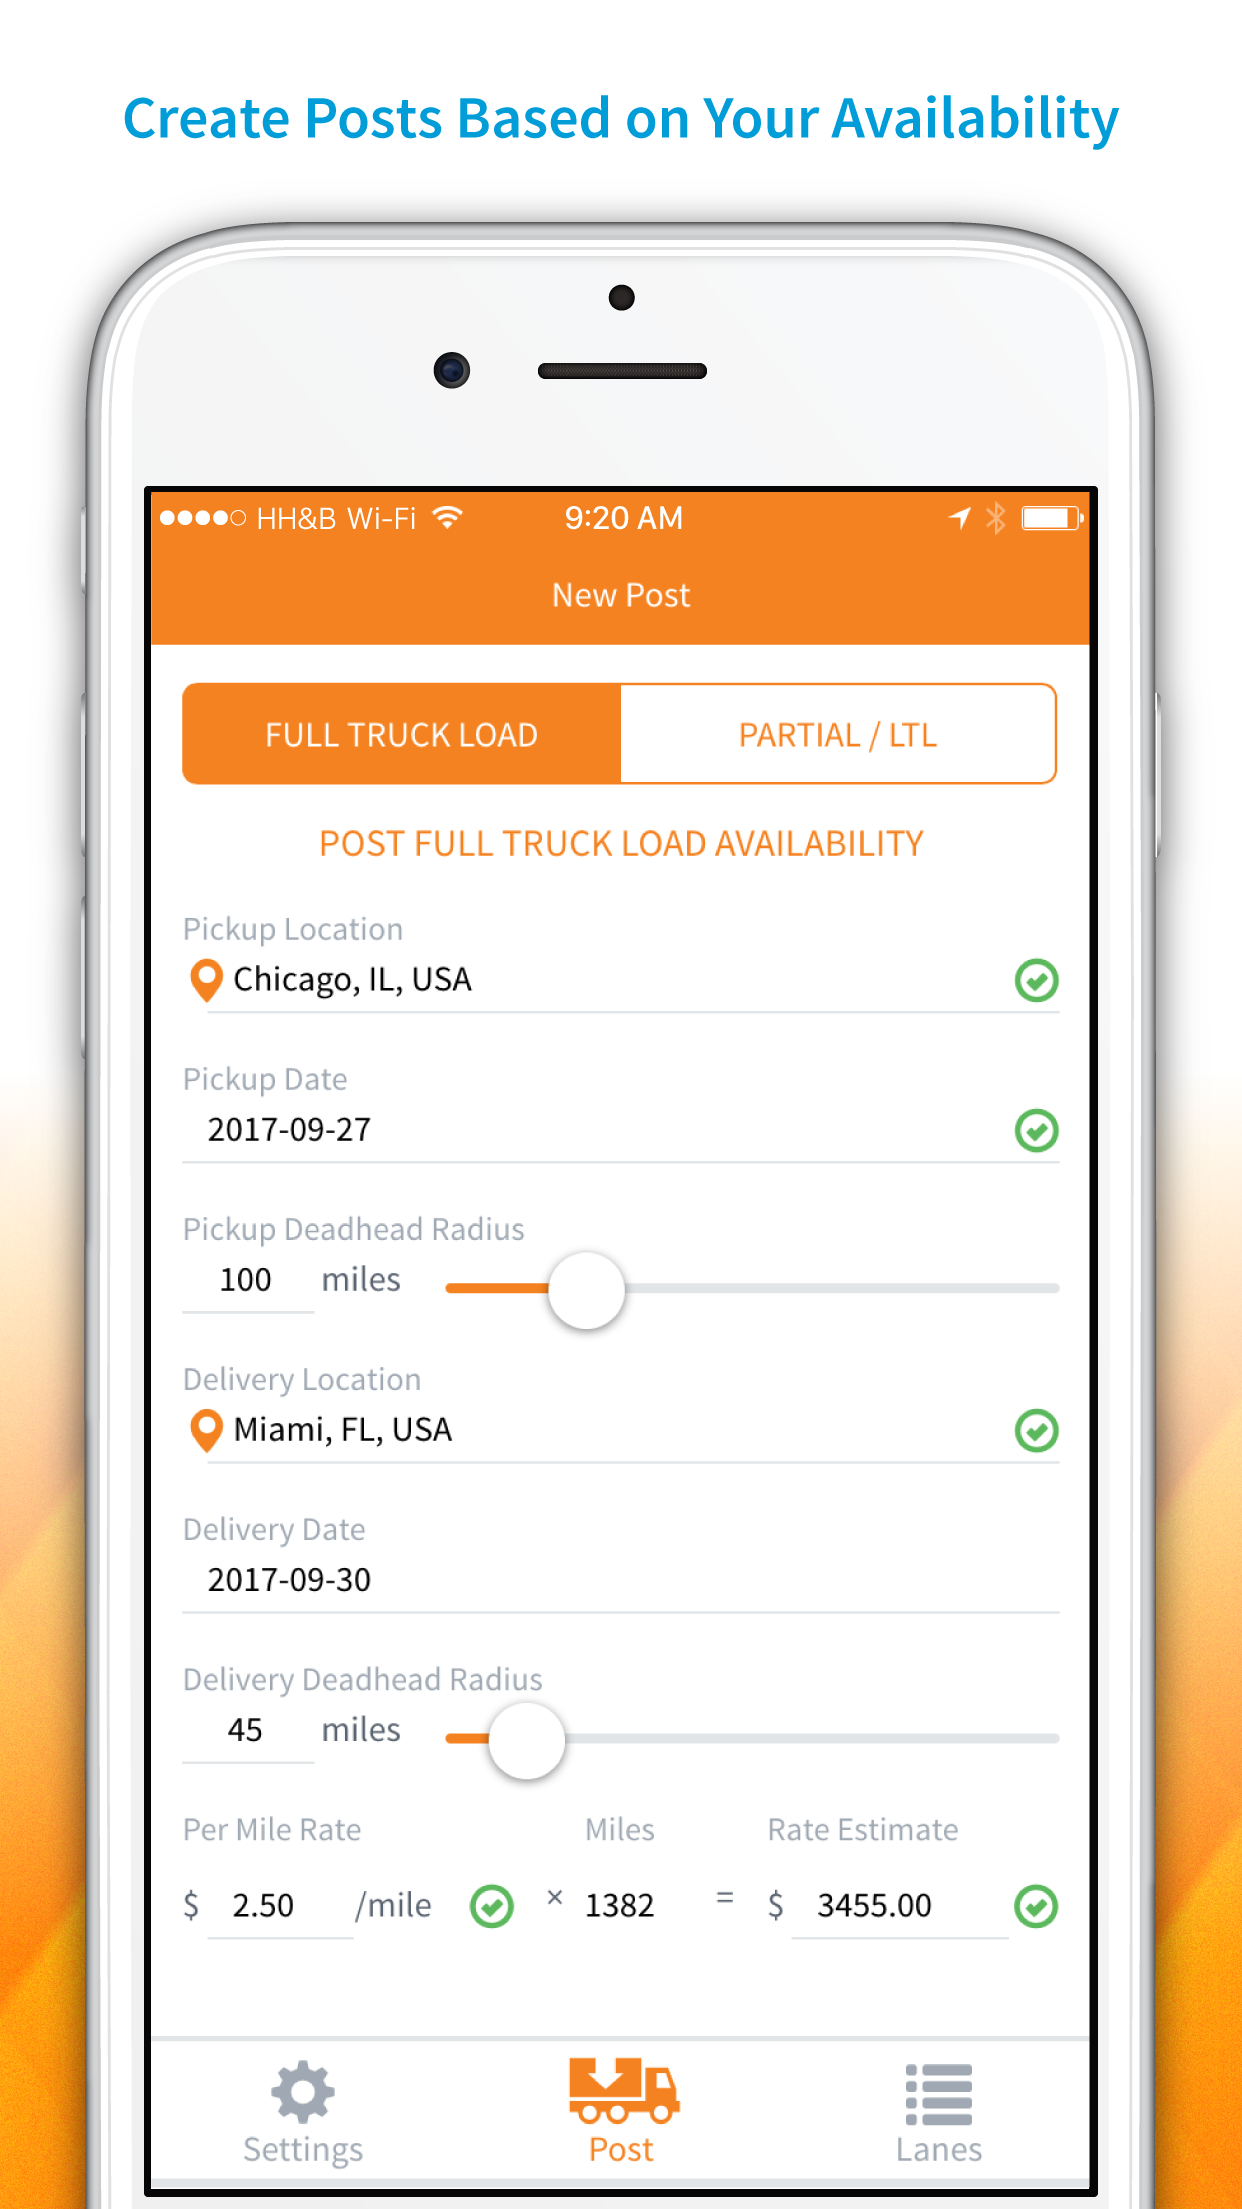 Create Posts Based on Your Availability
HH&B Wi-Fi 9:20 AM
New Post
FULL TRUCK LOAD PARTIAL / LTL
POST FULL TRUCK LOAD AVAILABILITY
Pickup Location
Chicago, IL, USA
Pickup Date
2017-09-27
Pickup Deadhead Radius
100 miles
Delivery Location
Miami, FL, USA
Delivery Date
2017-09-30
Delivery Deadhead Radius
45 miles
Per Mile Rate Miles Rate Estimate
$ 2.50 /mile × 1382 = $ 3455.00
Settings Post Lanes